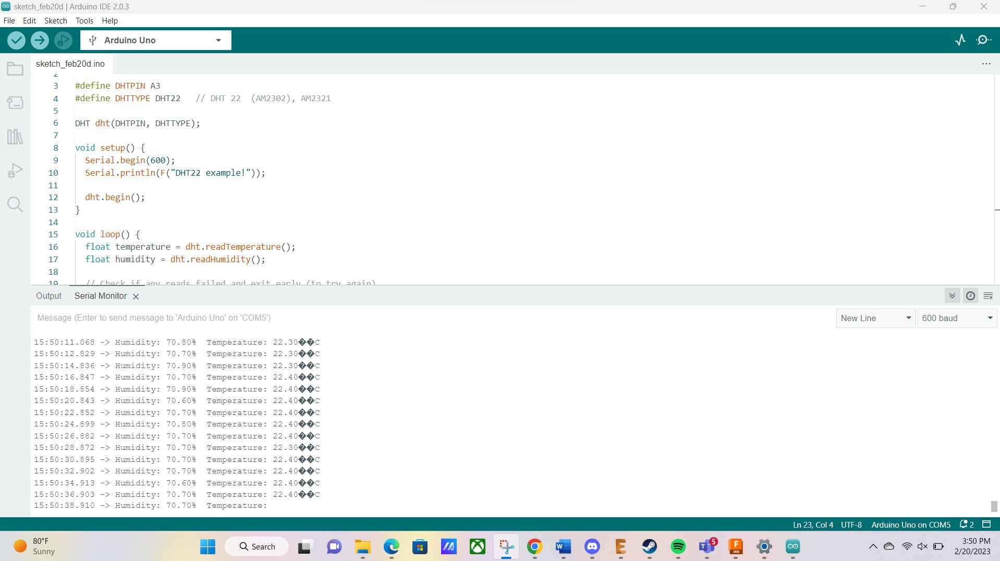 sketch_feb20d | Arduino IDE 2.0.3
File Edit Sketch Tools Help
Arduino Uno
sketch_feb20d.ino
2
3 #define DHTPIN A3
4 #define DHTTYPE DHT22 // DHT 22 (AM2302), AM2321
5
6 DHT dht(DHTPIN, DHTTYPE);
7
8 void setup() {
9 Serial.begin(600);
10 Serial.println(F("DHT22 example!"));
11
12 dht.begin();
13 }
14
15 void loop() {
16 float temperature = dht.readTemperature();
17 float humidity = dht.readHumidity();
18
19 // Check if any reads failed and exit early (to try again)
Output Serial Monitor
Message (Enter to send message to 'Arduino Uno' on 'COM5')
New Line 600 baud
15:50:11.068 -> Humidity: 70.80% Temperature: 22.30��C
15:50:12.829 -> Humidity: 70.70% Temperature: 22.30��C
15:50:14.836 -> Humidity: 70.90% Temperature: 22.30��C
15:50:16.847 -> Humidity: 70.70% Temperature: 22.40��C
15:50:18.854 -> Humidity: 70.90% Temperature: 22.40��C
15:50:20.843 -> Humidity: 70.60% Temperature: 22.40��C
15:50:22.852 -> Humidity: 70.70% Temperature: 22.40��C
15:50:24.899 -> Humidity: 70.80% Temperature: 22.40��C
15:50:26.882 -> Humidity: 70.70% Temperature: 22.40��C
15:50:28.872 -> Humidity: 70.70% Temperature: 22.30��C
15:50:30.895 -> Humidity: 70.70% Temperature: 22.40��C
15:50:32.902 -> Humidity: 70.70% Temperature: 22.40��C
15:50:34.913 -> Humidity: 70.60% Temperature: 22.40��C
15:50:36.903 -> Humidity: 70.70% Temperature: 22.40��C
15:50:38.910 -> Humidity: 70.70% Temperature:
Ln 23, Col 4 UTF-8 Arduino Uno on COM5 2
80°F
Sunny
Search
W
E
T 5
F
360
3:50 PM
2/20/2023